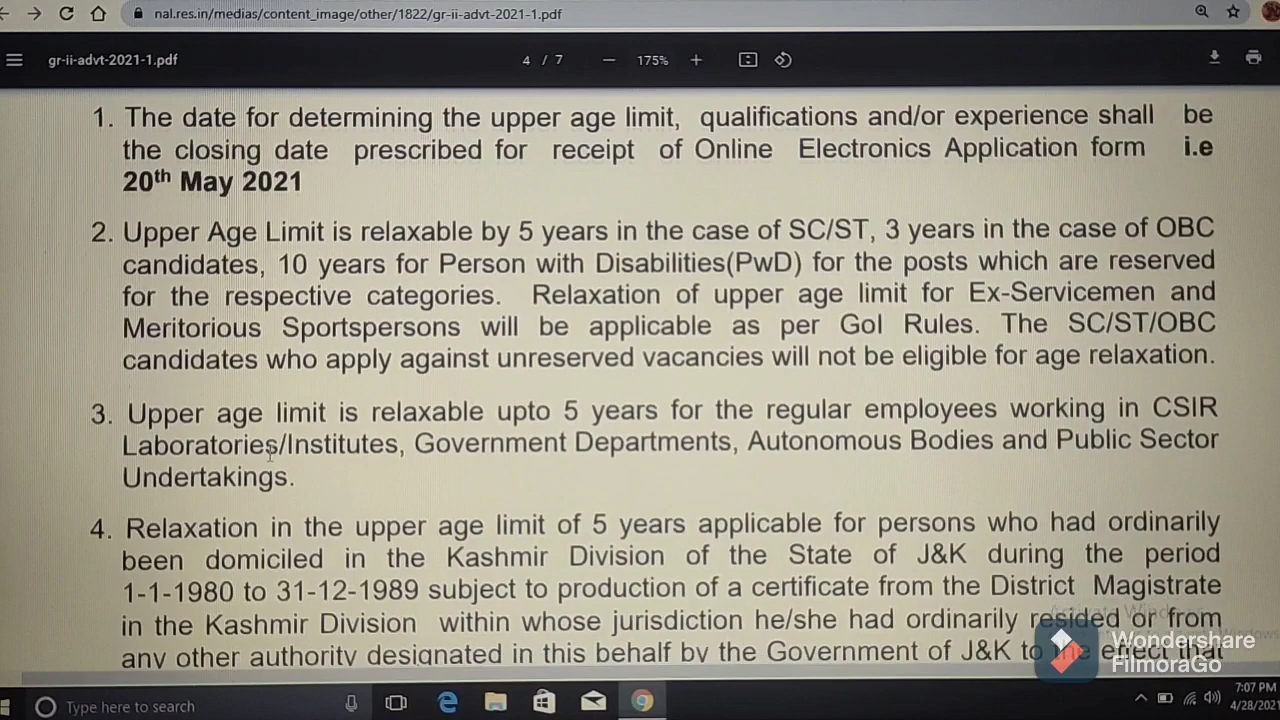 nal.res.in/medias/content_image/other/1822/gr-ii-advt-2021-1.pdf
gr-ii-advt-2021-1.pdf
4 / 7
175%
1. The date for determining the upper age limit, qualifications and/or experience shall be
the closing date prescribed for receipt of Online Electronics Application form i.e
20th May 2021
2. Upper Age Limit is relaxable by 5 years in the case of SC/ST, 3 years in the case of OBC
candidates, 10 years for Person with Disabilities(PwD) for the posts which are reserved
for the respective categories. Relaxation of upper age limit for Ex-Servicemen and
Meritorious Sportspersons will be applicable as per GoI Rules. The SC/ST/OBC
candidates who apply against unreserved vacancies will not be eligible for age relaxation.
3. Upper age limit is relaxable upto 5 years for the regular employees working in CSIR
Laboratories/Institutes, Government Departments, Autonomous Bodies and Public Sector
Undertakings.
4. Relaxation in the upper age limit of 5 years applicable for persons who had ordinarily
been domiciled in the Kashmir Division of the State of J&K during the period
1-1-1980 to 31-12-1989 subject to production of a certificate from the District Magistrate
in the Kashmir Division within whose jurisdiction he/she had ordinarily resided or from
any other authority designated in this behalf by the Government of J&K to the effect that
Activate Windows
Wondershare
FilmoraGo
Type here to search
7:07 PM
4/28/202